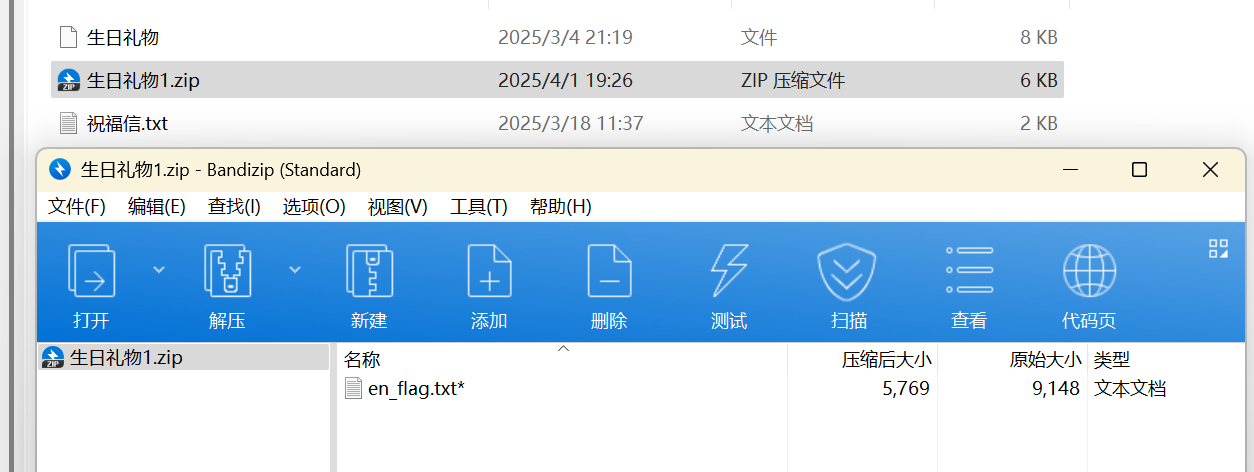 生日礼物 2025/3/4 21:19 文件 8 KB
ZIP 生日礼物1.zip 2025/4/1 19:26 ZIP 压缩文件 6 KB
祝福信.txt 2025/3/18 11:37 文本文档 2 KB
生日礼物1.zip - Bandizip (Standard)
文件(F) 编辑(E) 查找(I) 选项(O) 视图(V) 工具(T) 帮助(H)
打开 解压 新建 添加 删除 测试 扫描 查看 代码页
ZIP 生日礼物1.zip
名称 压缩后大小 原始大小 类型
en_flag.txt* 5,769 9,148 文本文档